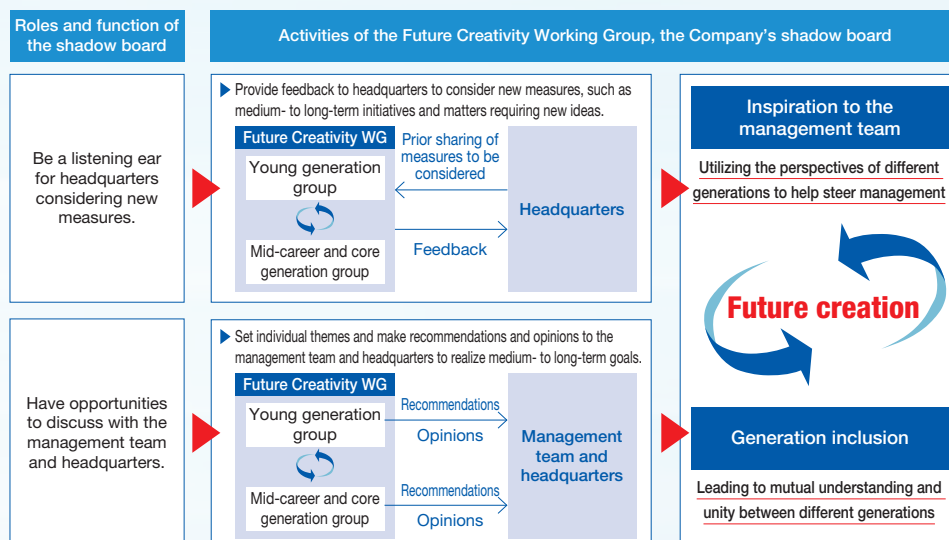 Roles and function of
the shadow board
Activities of the Future Creativity Working Group, the Company's shadow board
Be a listening ear
for headquarters
considering new
measures.
Provide feedback to headquarters to consider new measures, such as
medium- to long-term initiatives and matters requiring new ideas.
Future Creativity WG
Young generation
group
Mid-career and core
generation group
Prior sharing of
measures to be
considered
Feedback
Headquarters
Have opportunities
to discuss with the
management team
and headquarters.
Set individual themes and make recommendations and opinions to the
management team and headquarters to realize medium- to long-term goals.
Future Creativity WG
Young generation
group
Mid-career and core
generation group
Recommendations
Opinions
Recommendations
Opinions
Management
team and
headquarters
Inspiration to the
management team
Utilizing the perspectives of different
generations to help steer management
Future creation
Generation inclusion
Leading to mutual understanding and
unity between different generations